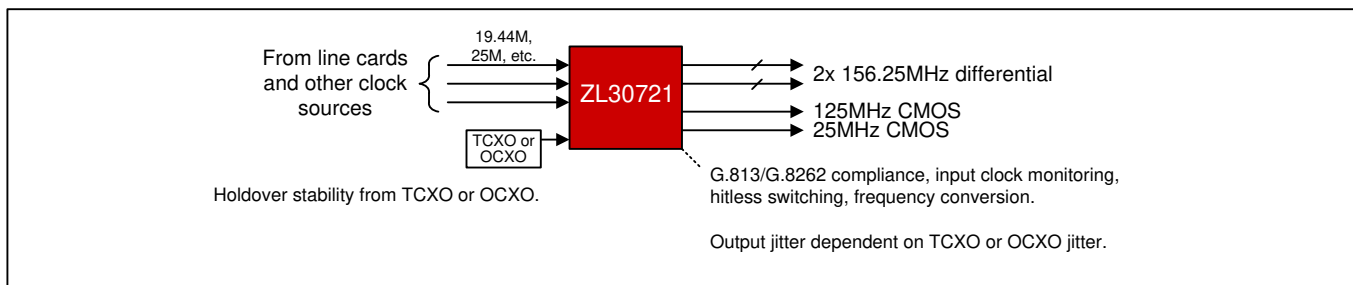 19.44M,
25M, etc.
From line cards
and other clock
sources
ZL30721
2x 156.25MHz differential
125MHz CMOS
25MHz CMOS
TCXO or
OCXO
Holdover stability from TCXO or OCXO.
G.813/G.8262 compliance, input clock monitoring,
hitless switching, frequency conversion.
Output jitter dependent on TCXO or OCXO jitter.